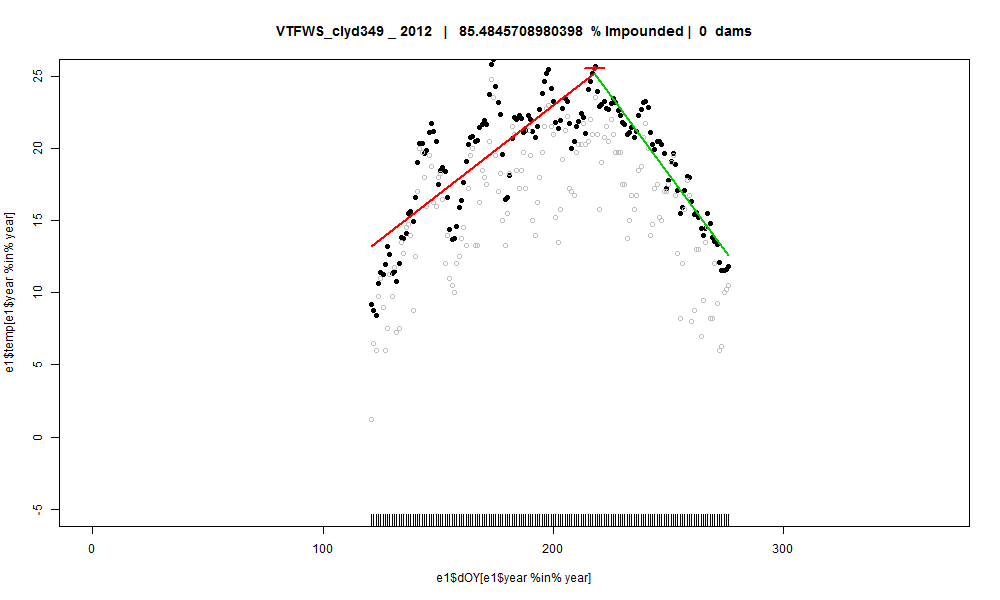 VTFWS_clyd349 _ 2012 | 85.4845708980398 % Impounded | 0 dams
25
20
15
10
5
0
-5
e1$temp[e1$year %in% year]
0 100 200 300
e1$dOY[e1$year %in% year]